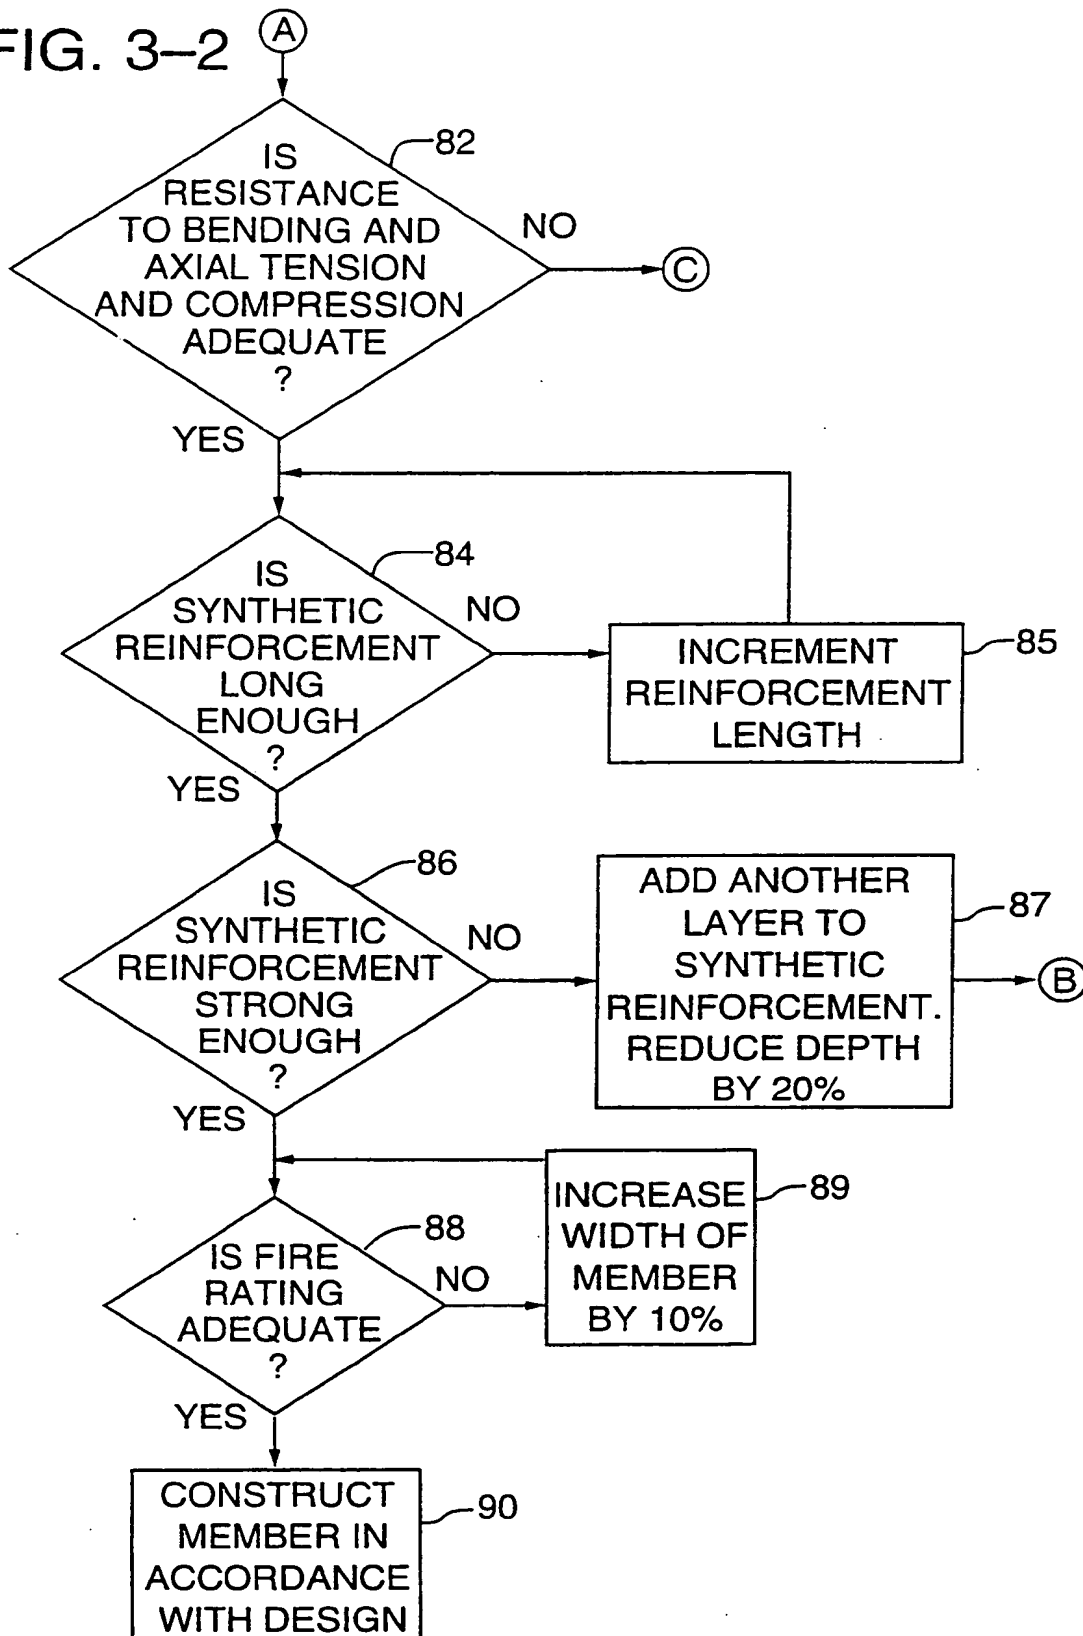 FIG. 3–2
A
82
IS
RESISTANCE
TO BENDING AND
AXIAL TENSION
AND COMPRESSION
ADEQUATE
?
NO
C
YES
84
IS
SYNTHETIC
REINFORCEMENT
LONG
ENOUGH
?
NO
INCREMENT
REINFORCEMENT
LENGTH
85
YES
86
IS
SYNTHETIC
REINFORCEMENT
STRONG
ENOUGH
?
NO
ADD ANOTHER
LAYER TO
SYNTHETIC
REINFORCEMENT.
REDUCE DEPTH
BY 20%
87
B
YES
88
IS FIRE
RATING
ADEQUATE
?
NO
INCREASE
WIDTH OF
MEMBER
BY 10%
89
YES
CONSTRUCT
MEMBER IN
ACCORDANCE
WITH DESIGN
90